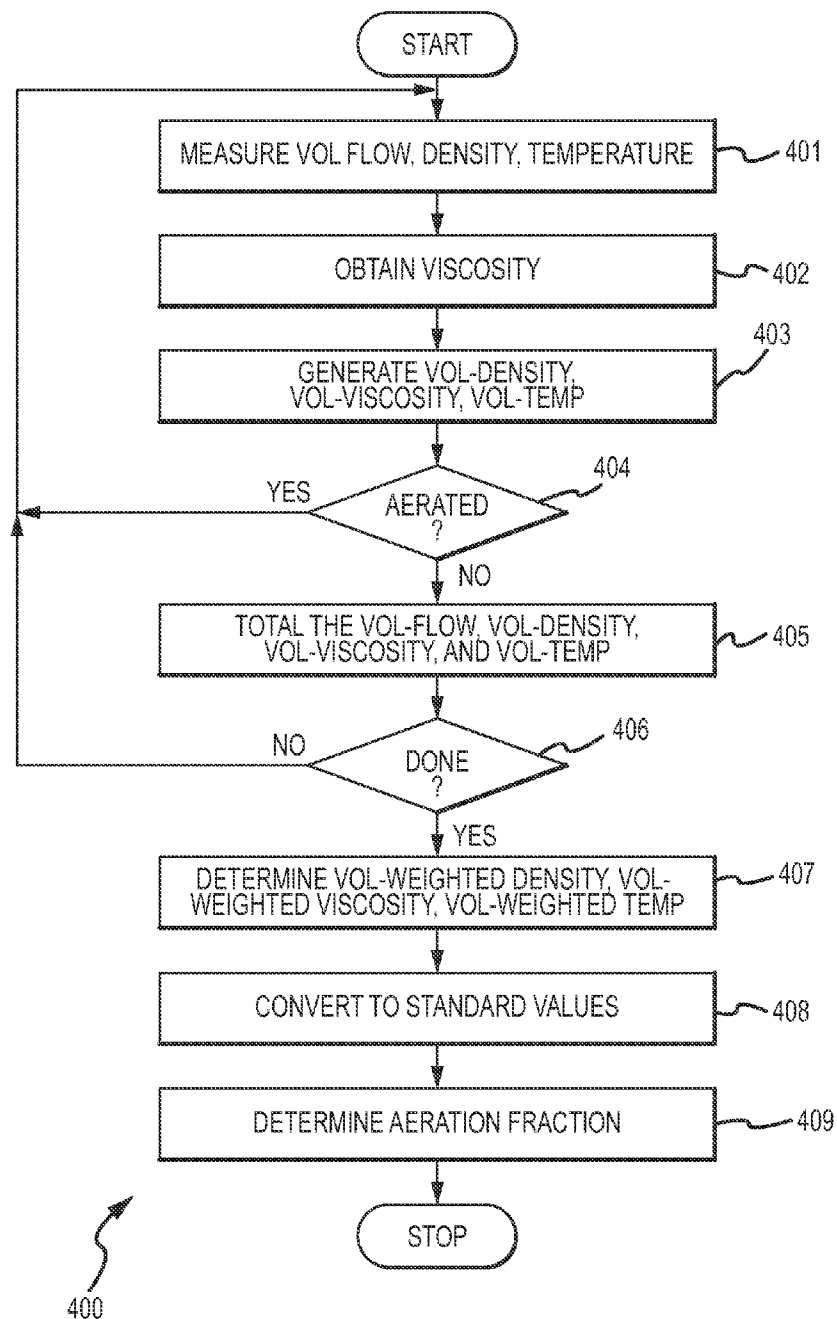 START
MEASURE VOL FLOW, DENSITY, TEMPERATURE
401
OBTAIN VISCOSITY
402
403
GENERATE VOL-DENSITY,
VOL-VISCOSITY, VOL-TEMP
404
YES
AERATED
?
NO
TOTAL THE VOL-FLOW, VOL-DENSITY,
VOL-VISCOSITY, AND VOL-TEMP
405
406
NO
DONE
?
YES
DETERMINE VOL-WEIGHTED DENSITY, VOL-
WEIGHTED VISCOSITY, VOL-WEIGHTED TEMP
407
CONVERT TO STANDARD VALUES
408
DETERMINE AERATION FRACTION
409
STOP
400